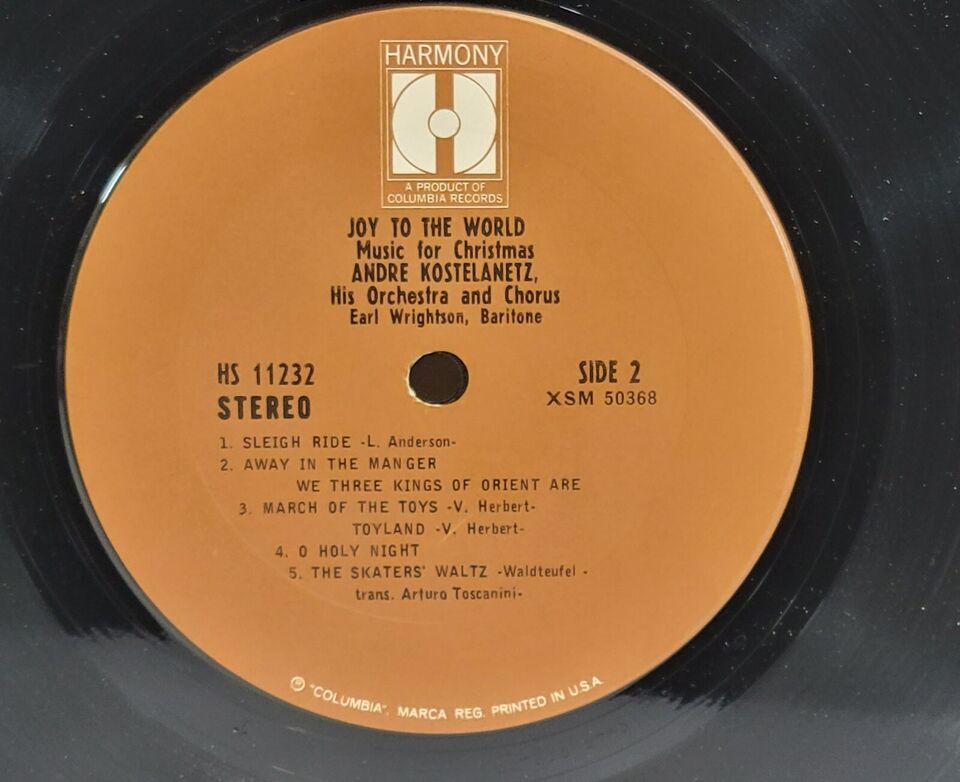 HARMONY
H
A PRODUCT OF
COLUMBIA RECORDS
JOY TO THE WORLD
Music for Christmas
ANDRE KOSTELANETZ,
His Orchestra and Chorus
Earl Wrightson, Baritone
HS 11232
STEREO
SIDE 2
XSM 50368
1. SLEIGH RIDE -L. Anderson-
2. AWAY IN THE MANGER
WE THREE KINGS OF ORIENT ARE
3. MARCH OF THE TOYS -V. Herbert-
TOYLAND -V. Herbert-
4. O HOLY NIGHT
5. THE SKATERS' WALTZ -Waldteufel -
trans. Arturo Toscanini-
"COLUMBIA", MARCA REG. PRINTED IN U.S.A.